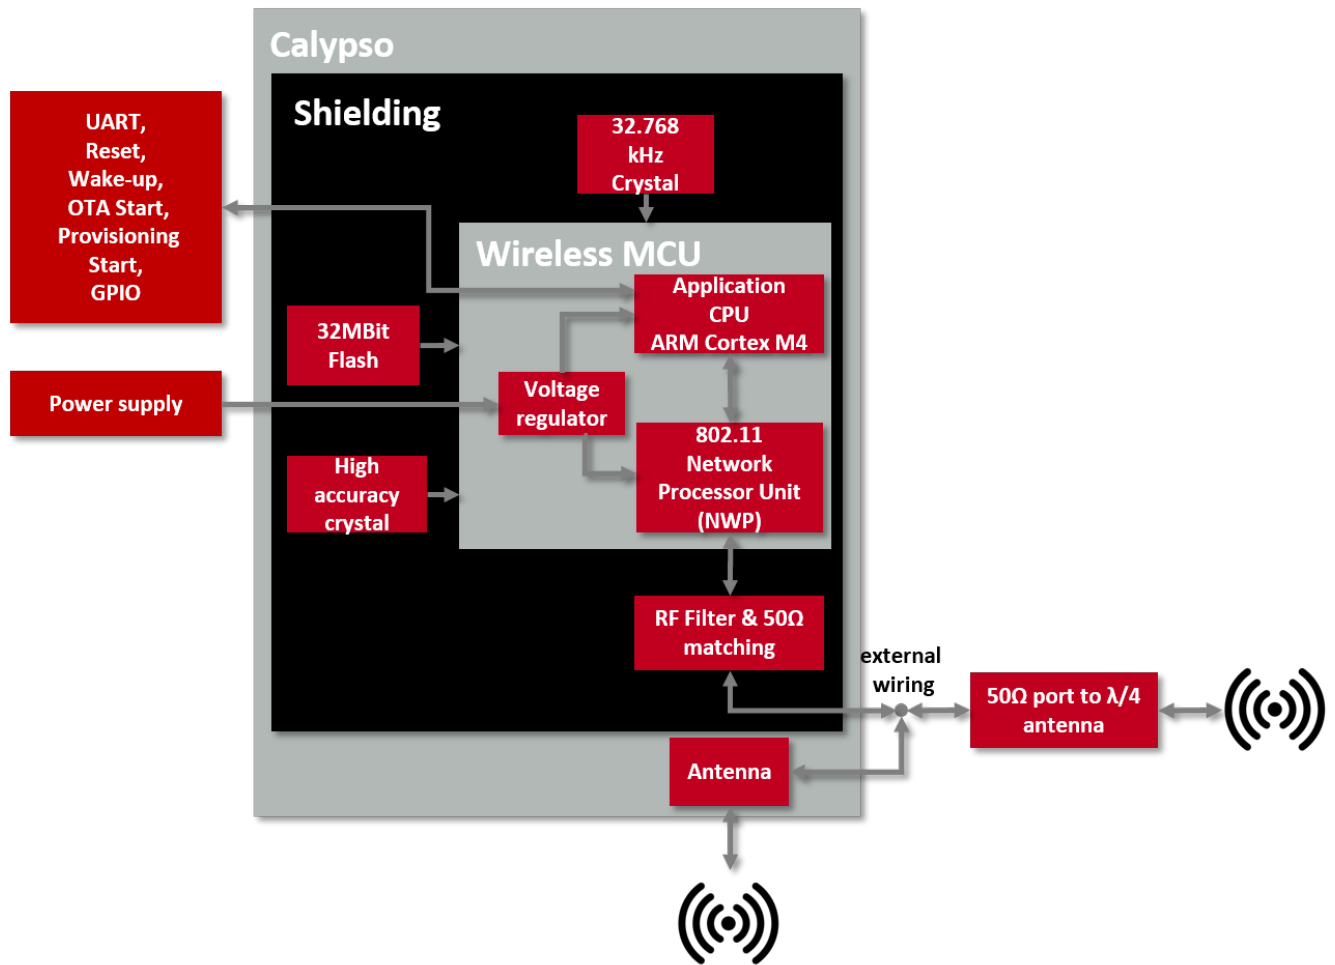 Calypso
Shielding
UART,
Reset,
Wake-up,
OTA Start,
Provisioning
Start,
GPIO
32.768
kHz
Crystal
Wireless MCU
Application
CPU
ARM Cortex M4
32MBit
Flash
Power supply
Voltage
regulator
802.11
Network
Processor Unit
(NWP)
High
accuracy
crystal
RF Filter & 50Ω
matching
external
wiring
50Ω port to λ/4
antenna
Antenna